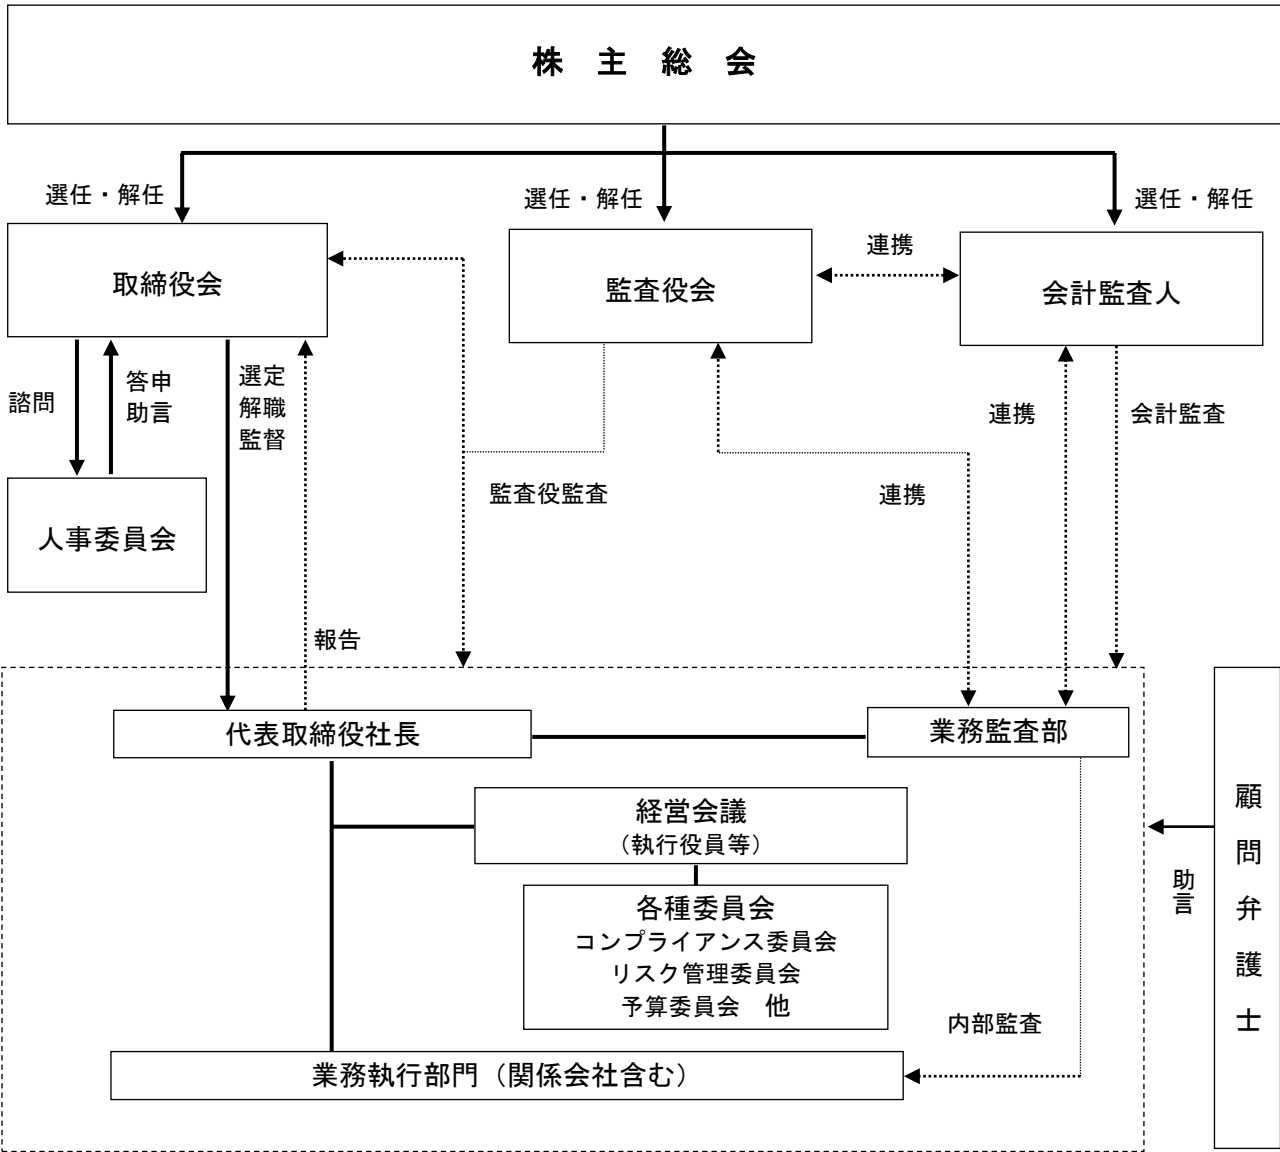 株 主 総 会
選任・解任
選任・解任
選任・解任
取締役会
監査役会
連携
会計監査人
諮問
答申
助言
選定
解職
監督
連携
会計監査
人事委員会
監査役監査
連携
報告
代表取締役社長
業務監査部
経営会議
（執行役員等）
各種委員会
コンプライアンス委員会
リスク管理委員会
予算委員会　他
内部監査
業務執行部門（関係会社含む）
助言
顧問弁護士